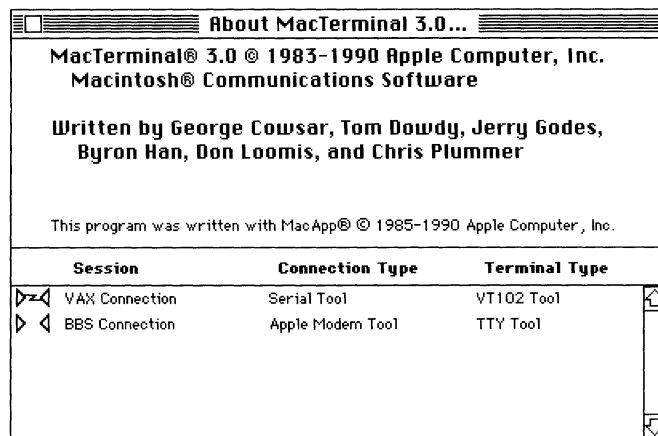 About MacTerminal 3.0...
MacTerminal® 3.0 © 1983-1990 Apple Computer, Inc.
Macintosh® Communications Software
Written by George Cowsar, Tom Dowdy, Jerry Godes,
Byron Han, Don Loomis, and Chris Plummer
This program was written with MacApp® © 1985-1990 Apple Computer, Inc.
Session Connection Type Terminal Type
VAX Connection Serial Tool VT102 Tool
BBS Connection Apple Modem Tool TTY Tool